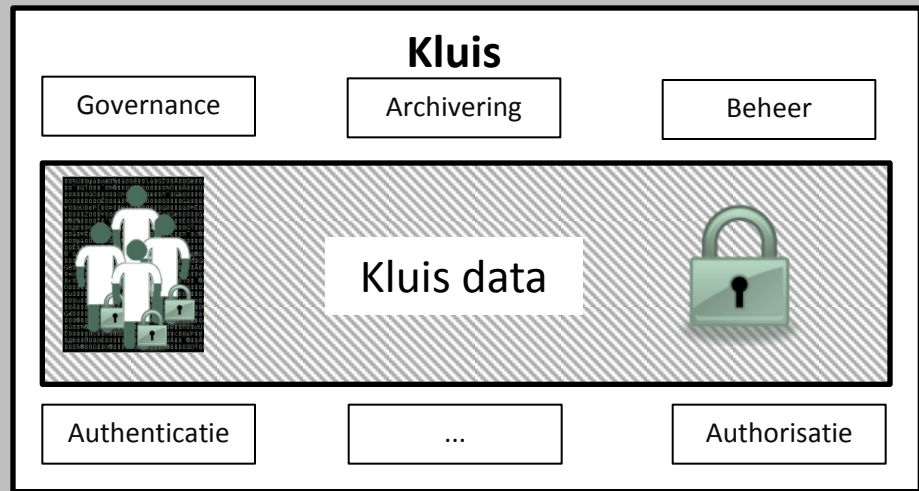 Kluis
Governance
Archivering
Beheer
Kluis data
Authenticatie
...
Authorisatie